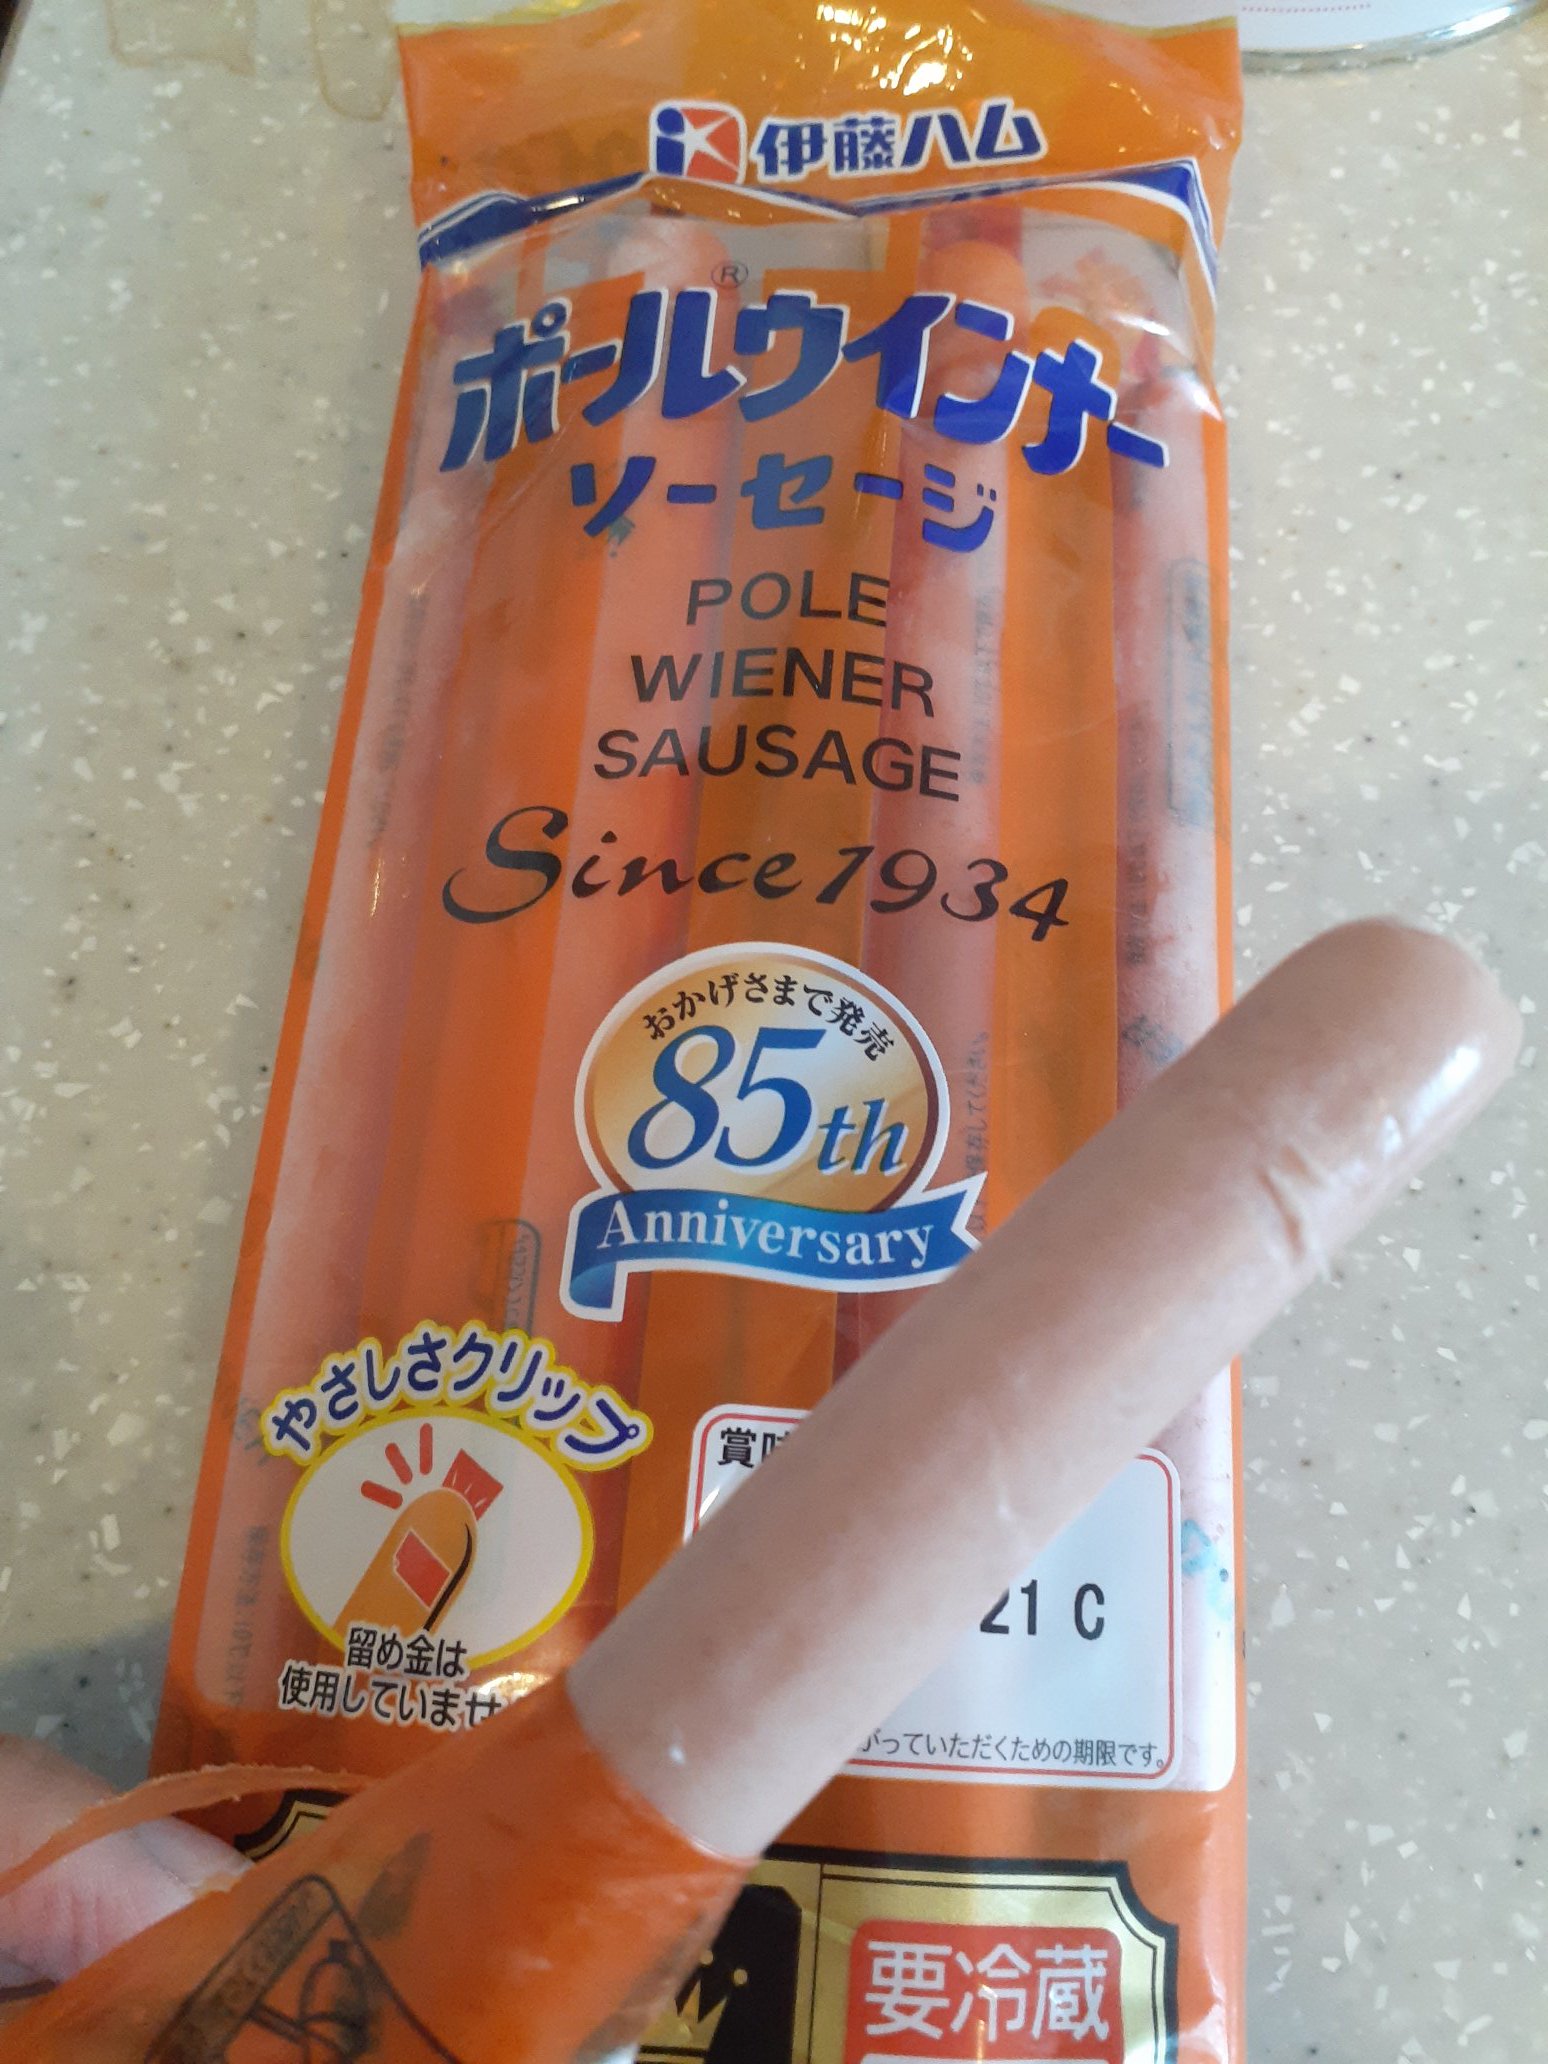 伊藤ハム
ポールウインナー®
ソーセージ
POLE
WIENER
SAUSAGE
Since 1934
おかげさまで発売
85th
Anniversary
やさしさクリップ
留め金は
使用していませ
賞味
21 C
がっていただくための期限です。
要冷蔵